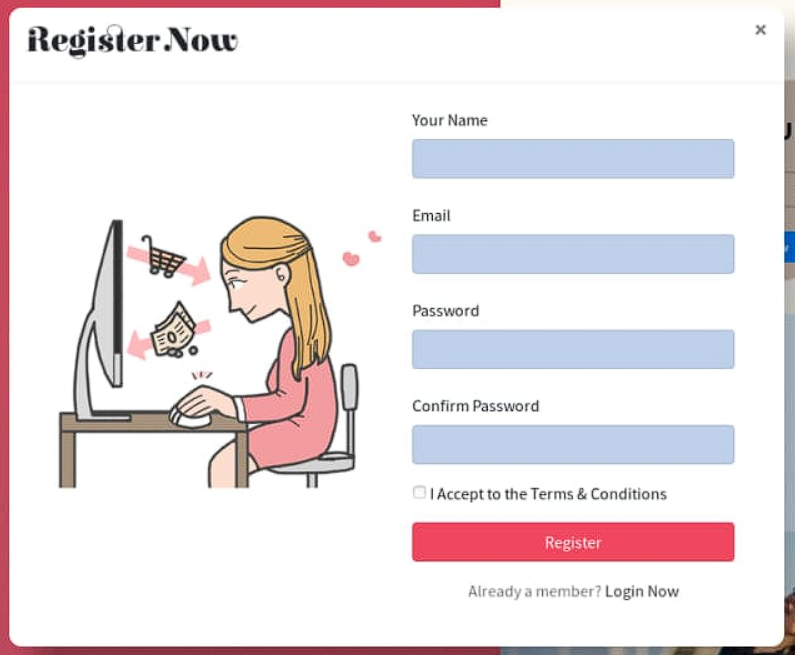 Register Now
×
Your Name
Email
Password
Confirm Password
I Accept to the Terms & Conditions
Register
Already a member? Login Now